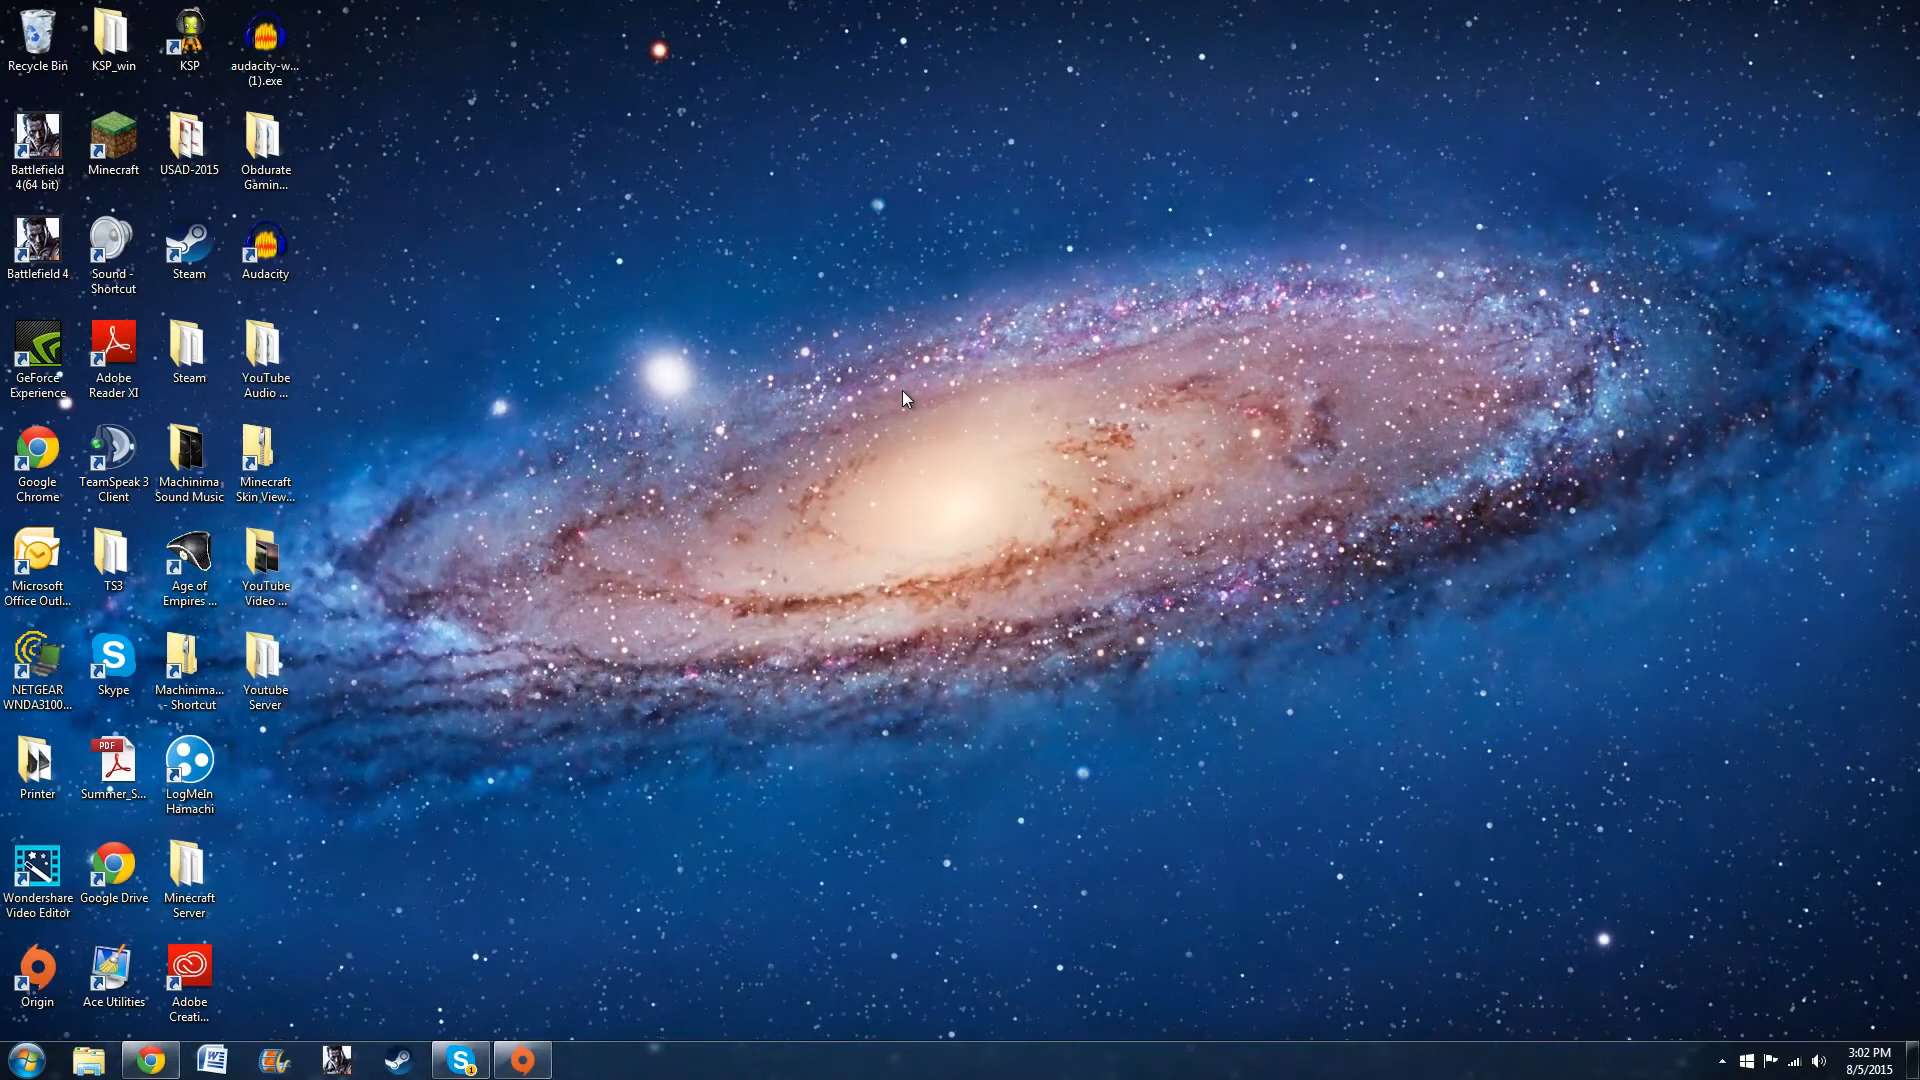 Recycle Bin
KSP_win
KSP
audacity-w...
(1).exe
Battlefield
4(64 bit)
Minecraft
USAD-2015
Obdurate
Gamin...
Battlefield 4
Sound -
Shortcut
Steam
Audacity
GeForce
Experience
Adobe
Reader XI
Steam
YouTube
Audio ...
Google
Chrome
TeamSpeak 3
Client
Machinima
Sound Music
Minecraft
Skin View...
Microsoft
Office Outl...
TS3
Age of
Empires ...
YouTube
Video ...
NETGEAR
WNDA3100...
Skype
Machinima...
- Shortcut
Youtube
Server
Printer
PDF
Summer_S...
LogMeIn
Hamachi
Wondershare
Video Editor
Google Drive
Minecraft
Server
Origin
Ace Utilities
Adobe
Creati...
3:02 PM
8/5/2015